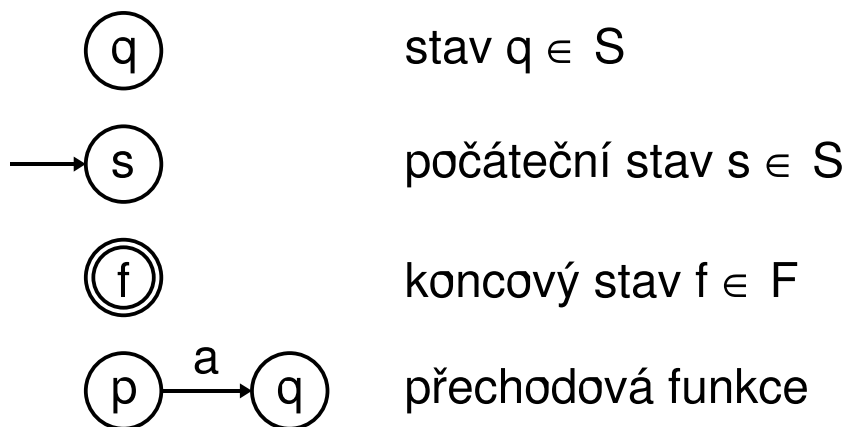 q stav q ∈ S
s počáteční stav s ∈ S
f koncový stav f ∈ F
p a q přechodová funkce